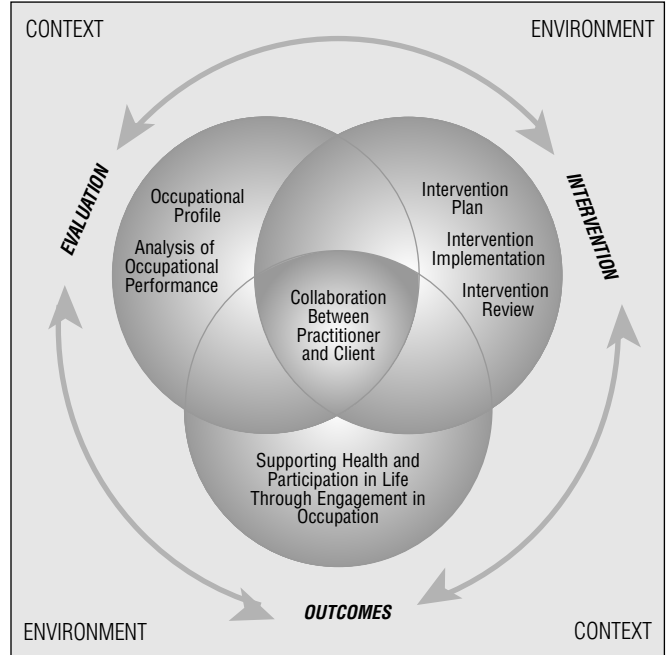 CONTEXT
ENVIRONMENT
EVALUATION
INTERVENTION
Occupational
Profile
Analysis of
Occupational
Performance
Intervention
Plan
Intervention
Implementation
Intervention
Review
Collaboration
Between
Practitioner
and Client
Supporting Health and
Participation in Life
Through Engagement in
Occupation
OUTCOMES
ENVIRONMENT
CONTEXT